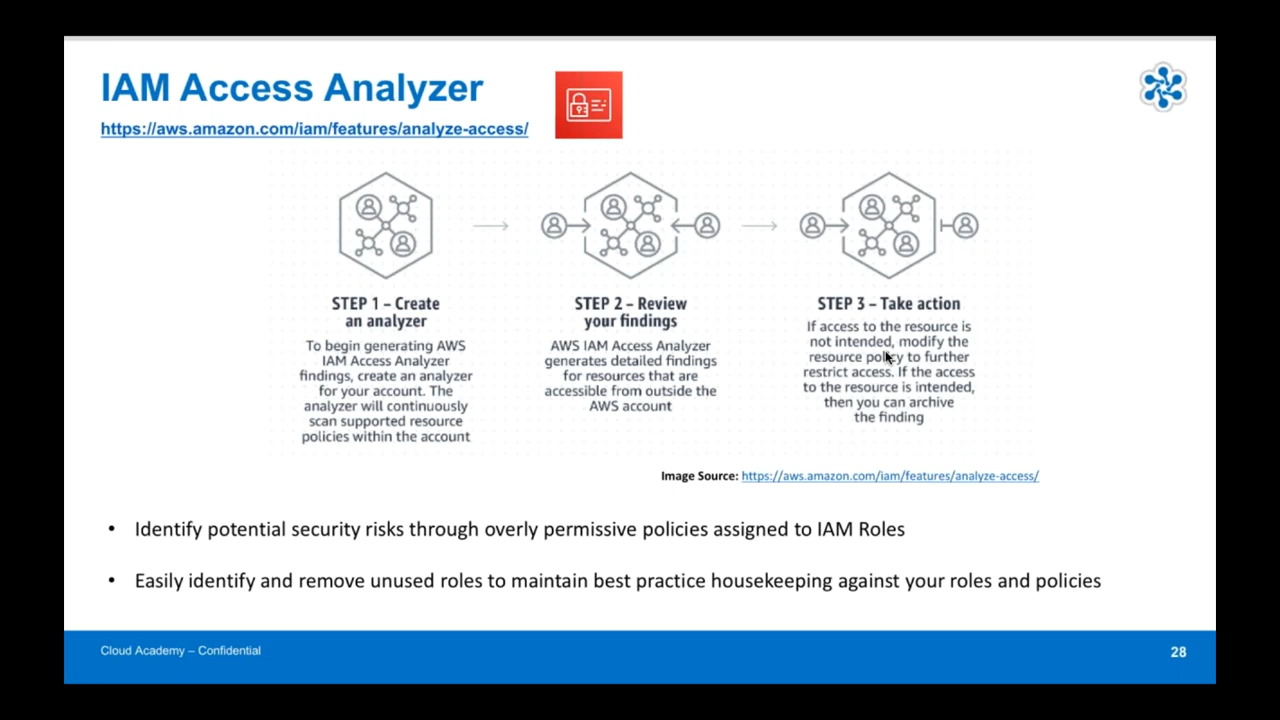 IAM Access Analyzer
https://aws.amazon.com/iam/features/analyze-access/
STEP 1 – Create
an analyzer
To begin generating AWS
IAM Access Analyzer
findings, create an analyzer
for your account. The
analyzer will continuously
scan supported resource
policies within the account
STEP 2 – Review
your findings
AWS IAM Access Analyzer
generates detailed findings
for resources that are
accessible from outside the
AWS account
STEP 3 – Take action
If access to the resource is
not intended, modify the
resource policy to further
restrict access. If the access
to the resource is intended,
then you can archive
the finding
Image Source: https://aws.amazon.com/iam/features/analyze-access/
• Identify potential security risks through overly permissive policies assigned to IAM Roles
• Easily identify and remove unused roles to maintain best practice housekeeping against your roles and policies
Cloud Academy – Confidential
28